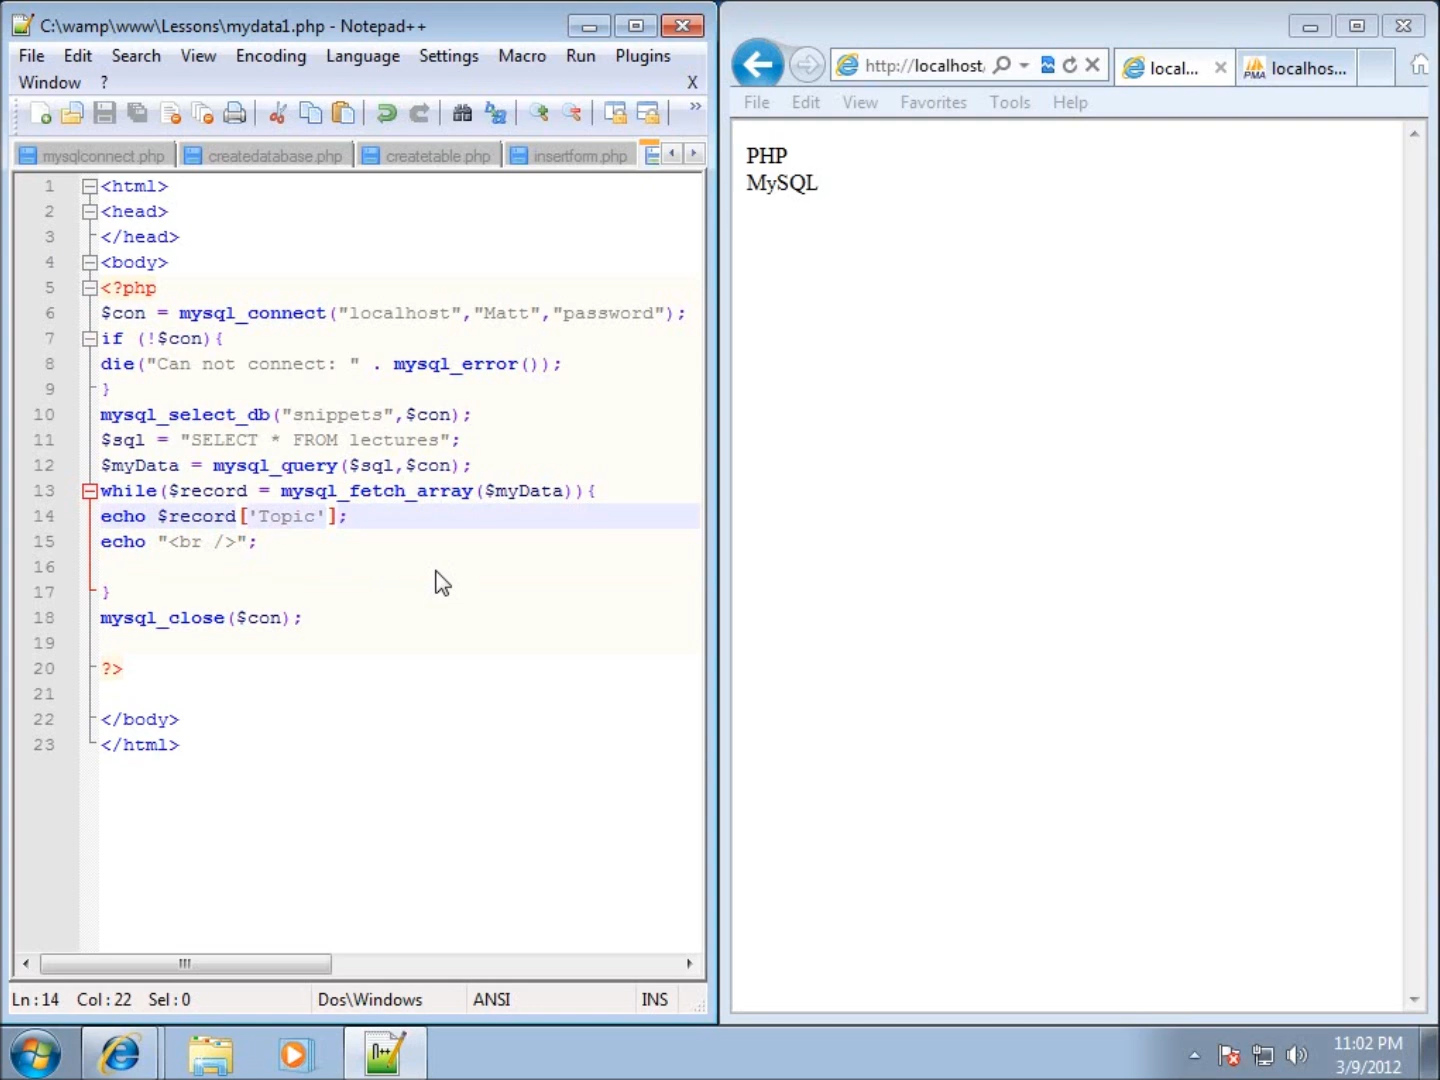 C:\wamp\www\Lessons\mydata1.php - Notepad++
File Edit Search View Encoding Language Settings Macro Run Plugins
Window ? X
mysqlconnect.php createdatabase.php createtable.php insertform.php
1 <html>
2 <head>
3 </head>
4 <body>
5 <?php
6 $con = mysql_connect("localhost","Matt","password");
7 if (!$con){
8 die("Can not connect: " . mysql_error());
9 }
10 mysql_select_db("snippets",$con);
11 $sql = "SELECT * FROM lectures";
12 $myData = mysql_query($sql,$con);
13 while($record = mysql_fetch_array($myData)){
14 echo $record['Topic'];
15 echo "<br />";
16
17 }
18 mysql_close($con);
19
20 ?>
21
22 </body>
23 </html>
Ln : 14 Col : 22 Sel : 0 Dos\Windows ANSI INS
http://localhost, local... PMA localhos...
File Edit View Favorites Tools Help
PHP
MySQL
11:02 PM
3/9/2012